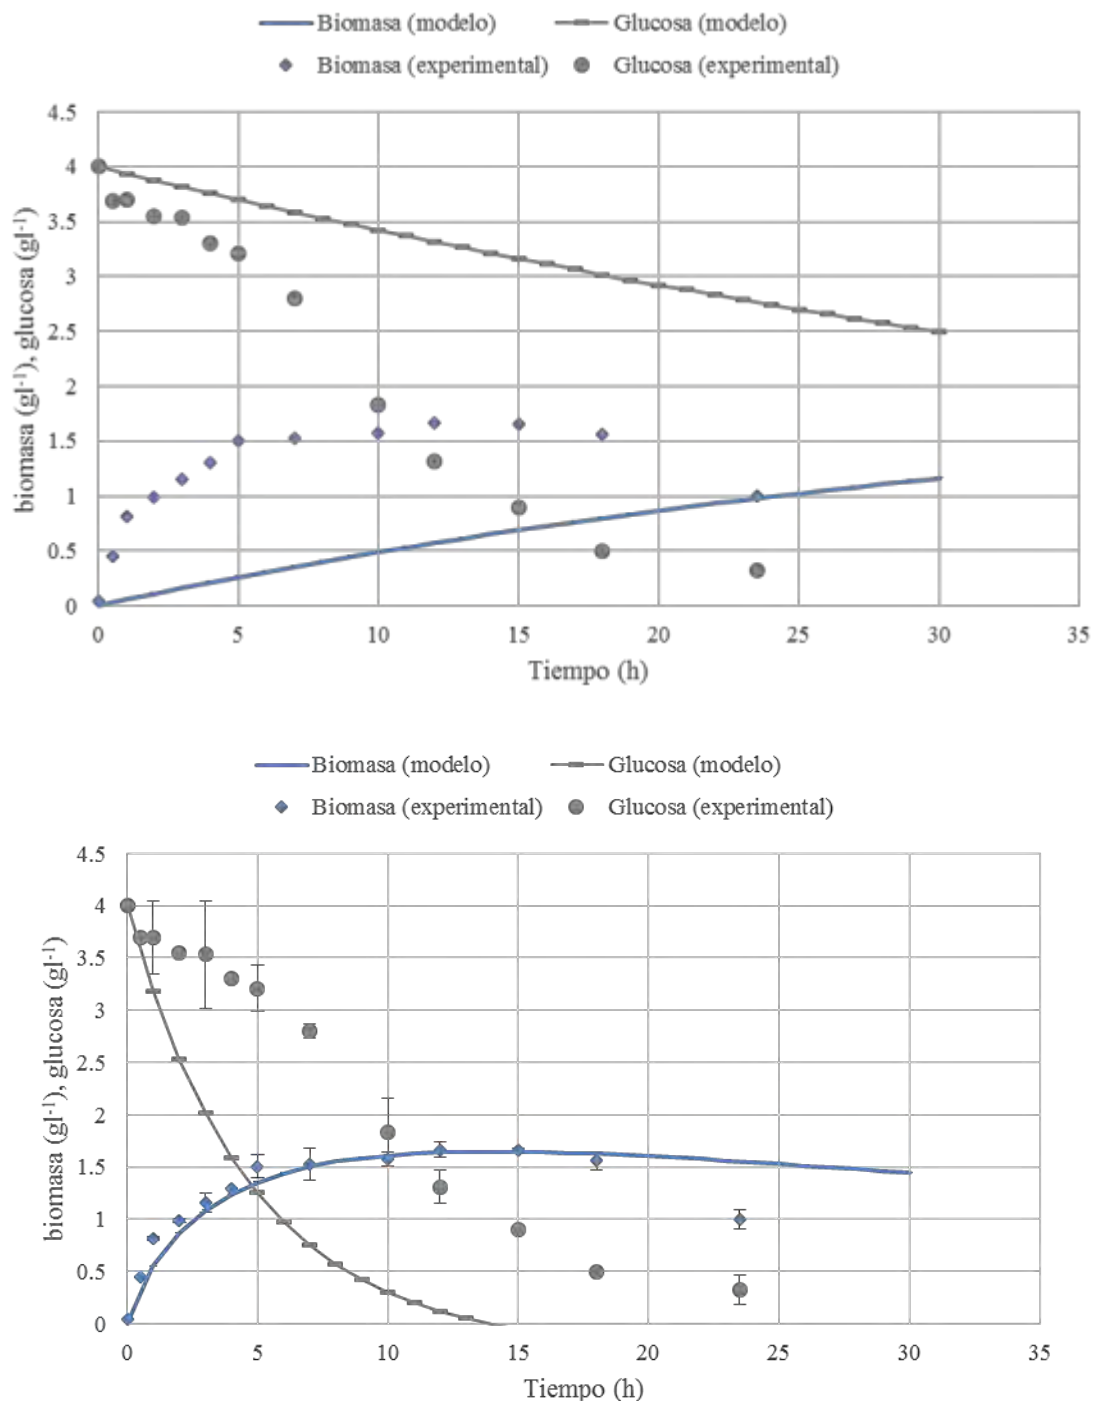 Biomasa (modelo) Glucosa (modelo)
Biomasa (experimental) Glucosa (experimental)
4.5
4
3.5
3
2.5
2
1.5
1
0.5
0
biomasa (gl⁻¹), glucosa (gl⁻¹)
0 5 10 15 20 25 30 35
Tiempo (h)
Biomasa (modelo) Glucosa (modelo)
Biomasa (experimental) Glucosa (experimental)
4.5
4
3.5
3
2.5
2
1.5
1
0.5
0
biomasa (gl⁻¹), glucosa (gl⁻¹)
0 5 10 15 20 25 30 35
Tiempo (h)